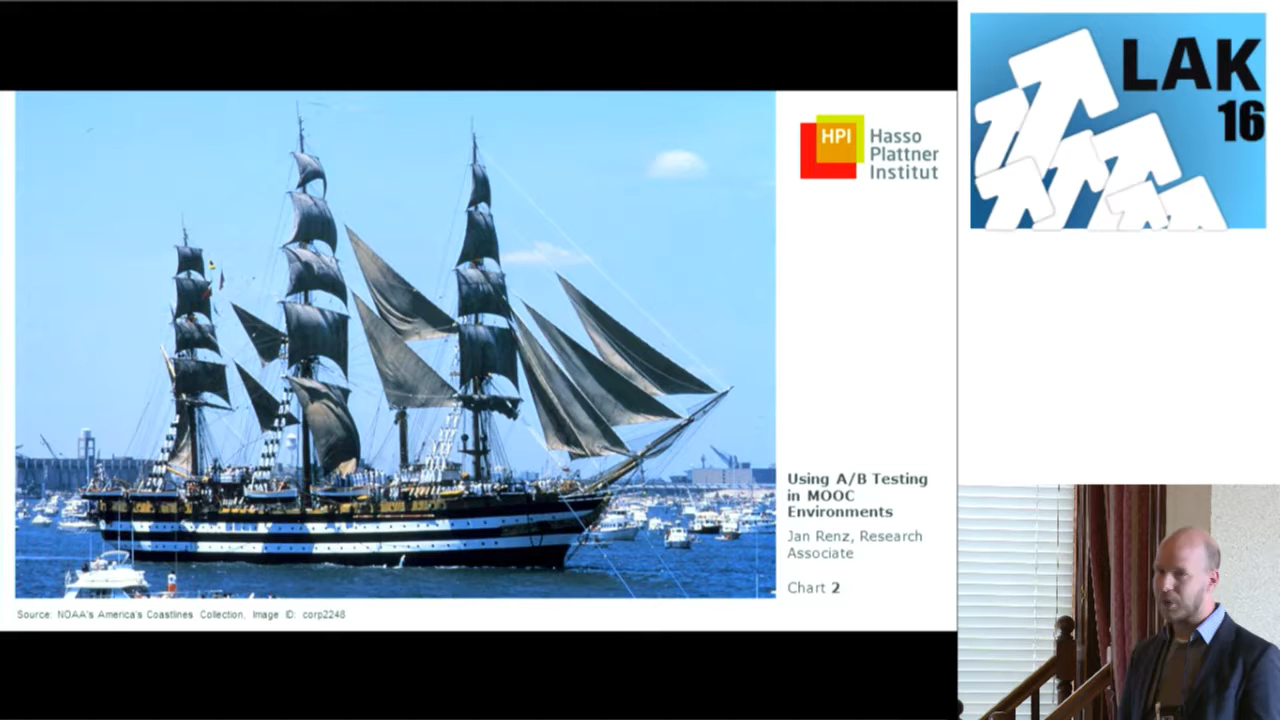 LAK
16
HPI
Hasso
Plattner
Institut
Using A/B Testing
in MOOC
Environments
Jan Renz, Research
Associate
Chart 2
Source: NOAA's America's Coastlines Collection, Image ID: corp2248